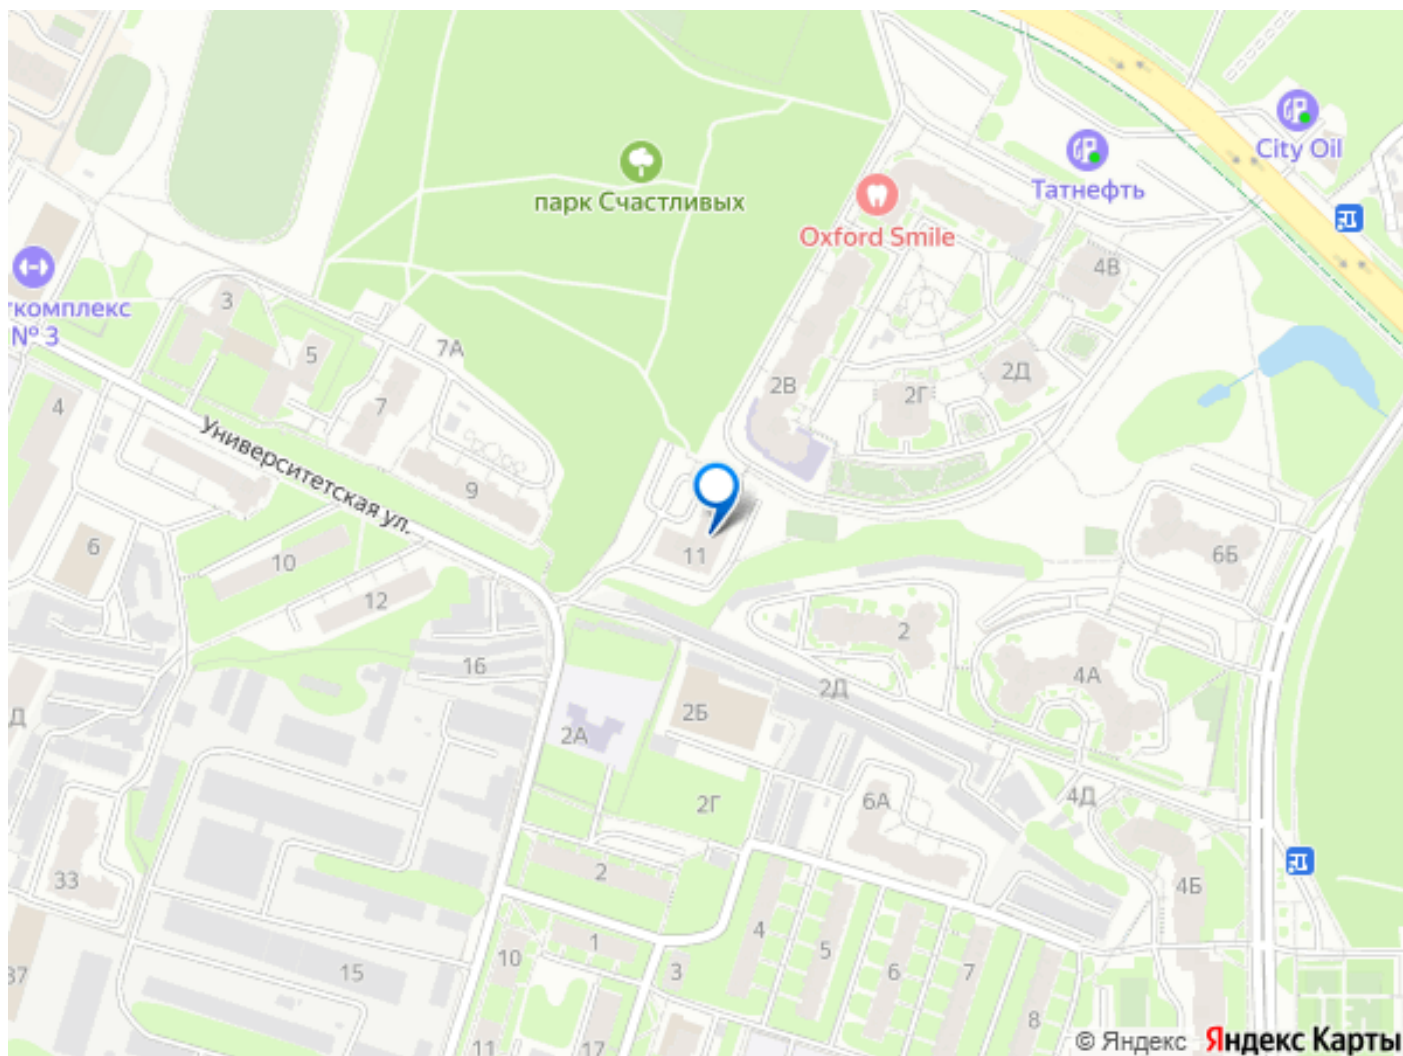 City Oil
Татнефть
парк Счастливых
Oxford Smile
4В
3
ткомплекс
№ 3
5
7А
2Д
2В
2Г
4
7
Университетская ул.
9
6
10
11
6Б
12
2
16
4А
2Д
Д
2Б
2А
4Д
2Г
6А
33
2
4Б
4
1
5
10
15
3
6
7
37
8
11
17
© Яндекс Яндекс Карты